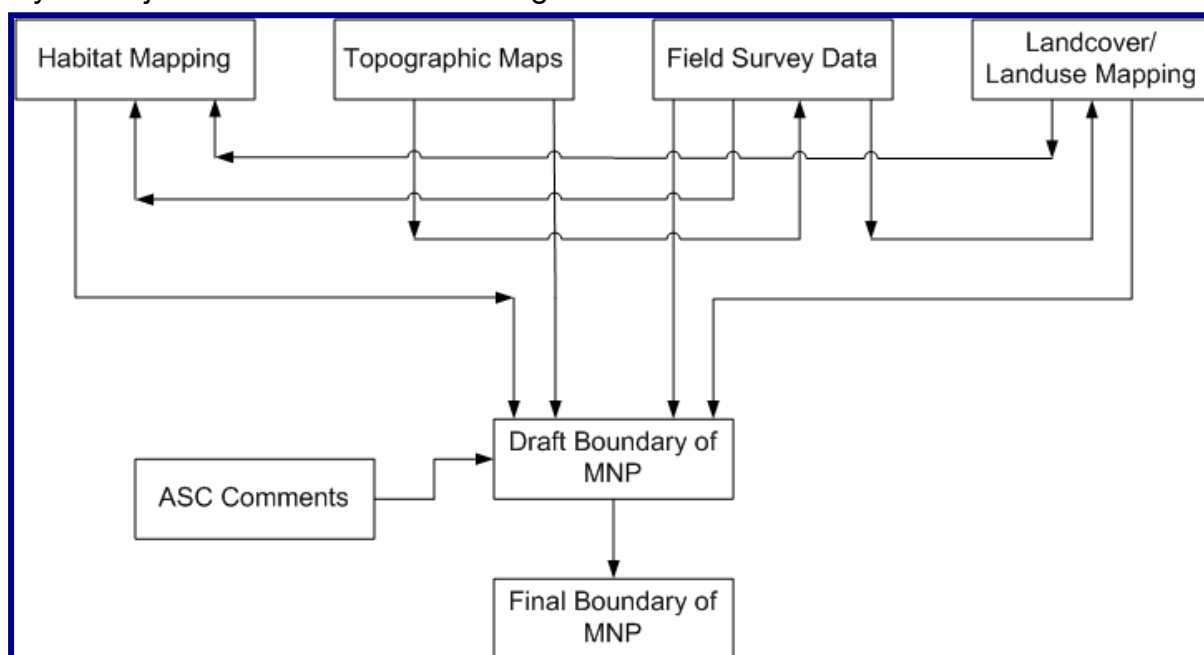 Habitat Mapping
Topographic Maps
Field Survey Data
Landcover/
Landuse Mapping
Draft Boundary of
MNP
ASC Comments
Final Boundary of
MNP